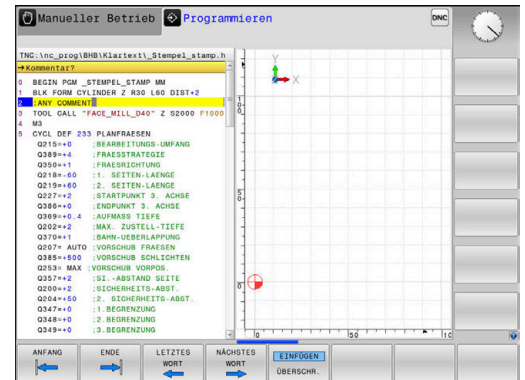 Manueller Betrieb
Programmieren
DNC
TNC:\nc_prog\BHB\Klartext\_Stempel_stamp.h
→Kommentar?
0 BEGIN PGM _STEMPEL_STAMP MM
1 BLK FORM CYLINDER Z R30 L60 DIST+2
2 ;ANY COMMENT
3 TOOL CALL "FACE_MILL_D40" Z S2000 F1000
4 M3
5 CYCL DEF 233 PLANFRAESEN
Q215=+0 ;BEARBEITUNGS-UMFANG
Q389=+4 ;FRAESSTRATEGIE
Q350=+1 ;FRAESRICHTUNG
Q218=-60 ;1. SEITEN-LAENGE
Q219=+60 ;2. SEITEN-LAENGE
Q227=+2 ;STARTPUNKT 3. ACHSE
Q386=+0 ;ENDPUNKT 3. ACHSE
Q369=+0.4 ;AUFMASS TIEFE
Q202=+2 ;MAX. ZUSTELL-TIEFE
Q370=+1 ;BAHN-UEBERLAPPUNG
Q207= AUTO ;VORSCHUB FRAESEN
Q385=+500 ;VORSCHUB SCHLICHTEN
Q253= MAX ;VORSCHUB VORPOS.
Q357=+2 ;SI.-ABSTAND SEITE
Q200=+2 ;SICHERHEITS-ABST.
Q204=+50 ;2. SICHERHEITS-ABST.
Q347=+0 ;1.BEGRENZUNG
Q348=+0 ;2.BEGRENZUNG
Q349=+0 ;3.BEGRENZUNG
Y
X
100
50
0
0
50
ANFANG
ENDE
LETZTES WORT
NÄCHSTES WORT
EINFÜGEN
ÜBERSCHR.